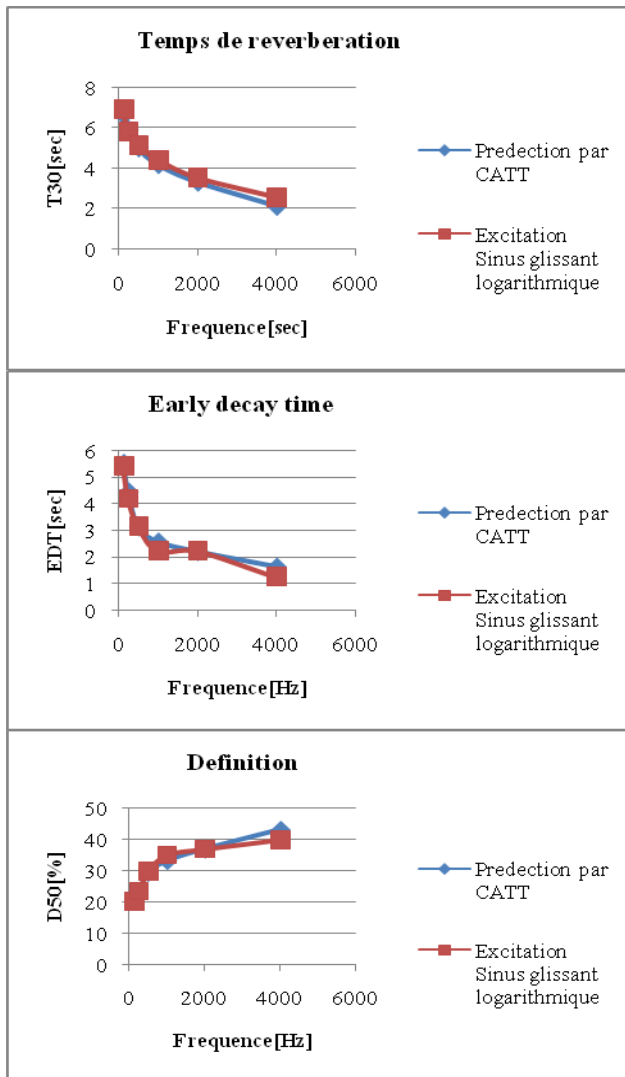 Temps de reverberation
8
6
4
2
0
T30[sec]
0 2000 4000 6000
Frequence[sec]
Predection par
CATT
Excitation
Sinus glissant
logarithmique
Early decay time
6
5
4
3
2
1
0
EDT[sec]
0 2000 4000 6000
Frequence[Hz]
Predection par
CATT
Excitation
Sinus glissant
logarithmique
Definition
50
40
30
20
10
0
D50[%]
0 2000 4000 6000
Frequence[Hz]
Predection par
CATT
Excitation
Sinus glissant
logarithmique